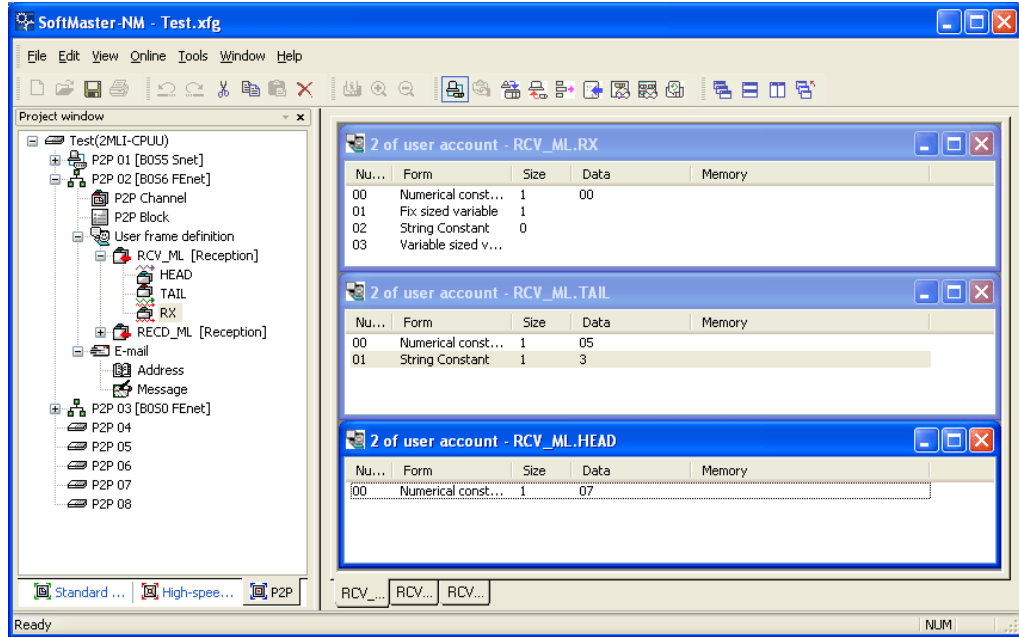 SoftMaster-NM - Test.xfg
File Edit View Online Tools Window Help
Project window
Test(2MLI-CPUU)
P2P 01 [B0S5 Snet]
P2P 02 [B0S6 FEnet]
P2P Channel
P2P Block
User frame definition
RCV_ML [Reception]
HEAD
TAIL
RX
RECD_ML [Reception]
E-mail
Address
Message
P2P 03 [B0S0 FEnet]
P2P 04
P2P 05
P2P 06
P2P 07
P2P 08
Standard ... High-spee... P2P
2 of user account - RCV_ML.RX
Nu... Form Size Data Memory
00 Numerical const... 1 00
01 Fix sized variable 1
02 String Constant 0
03 Variable sized v...
2 of user account - RCV_ML.TAIL
Nu... Form Size Data Memory
00 Numerical const... 1 05
01 String Constant 1 3
2 of user account - RCV_ML.HEAD
Nu... Form Size Data Memory
00 Numerical const... 1 07
RCV_... RCV... RCV...
Ready NUM